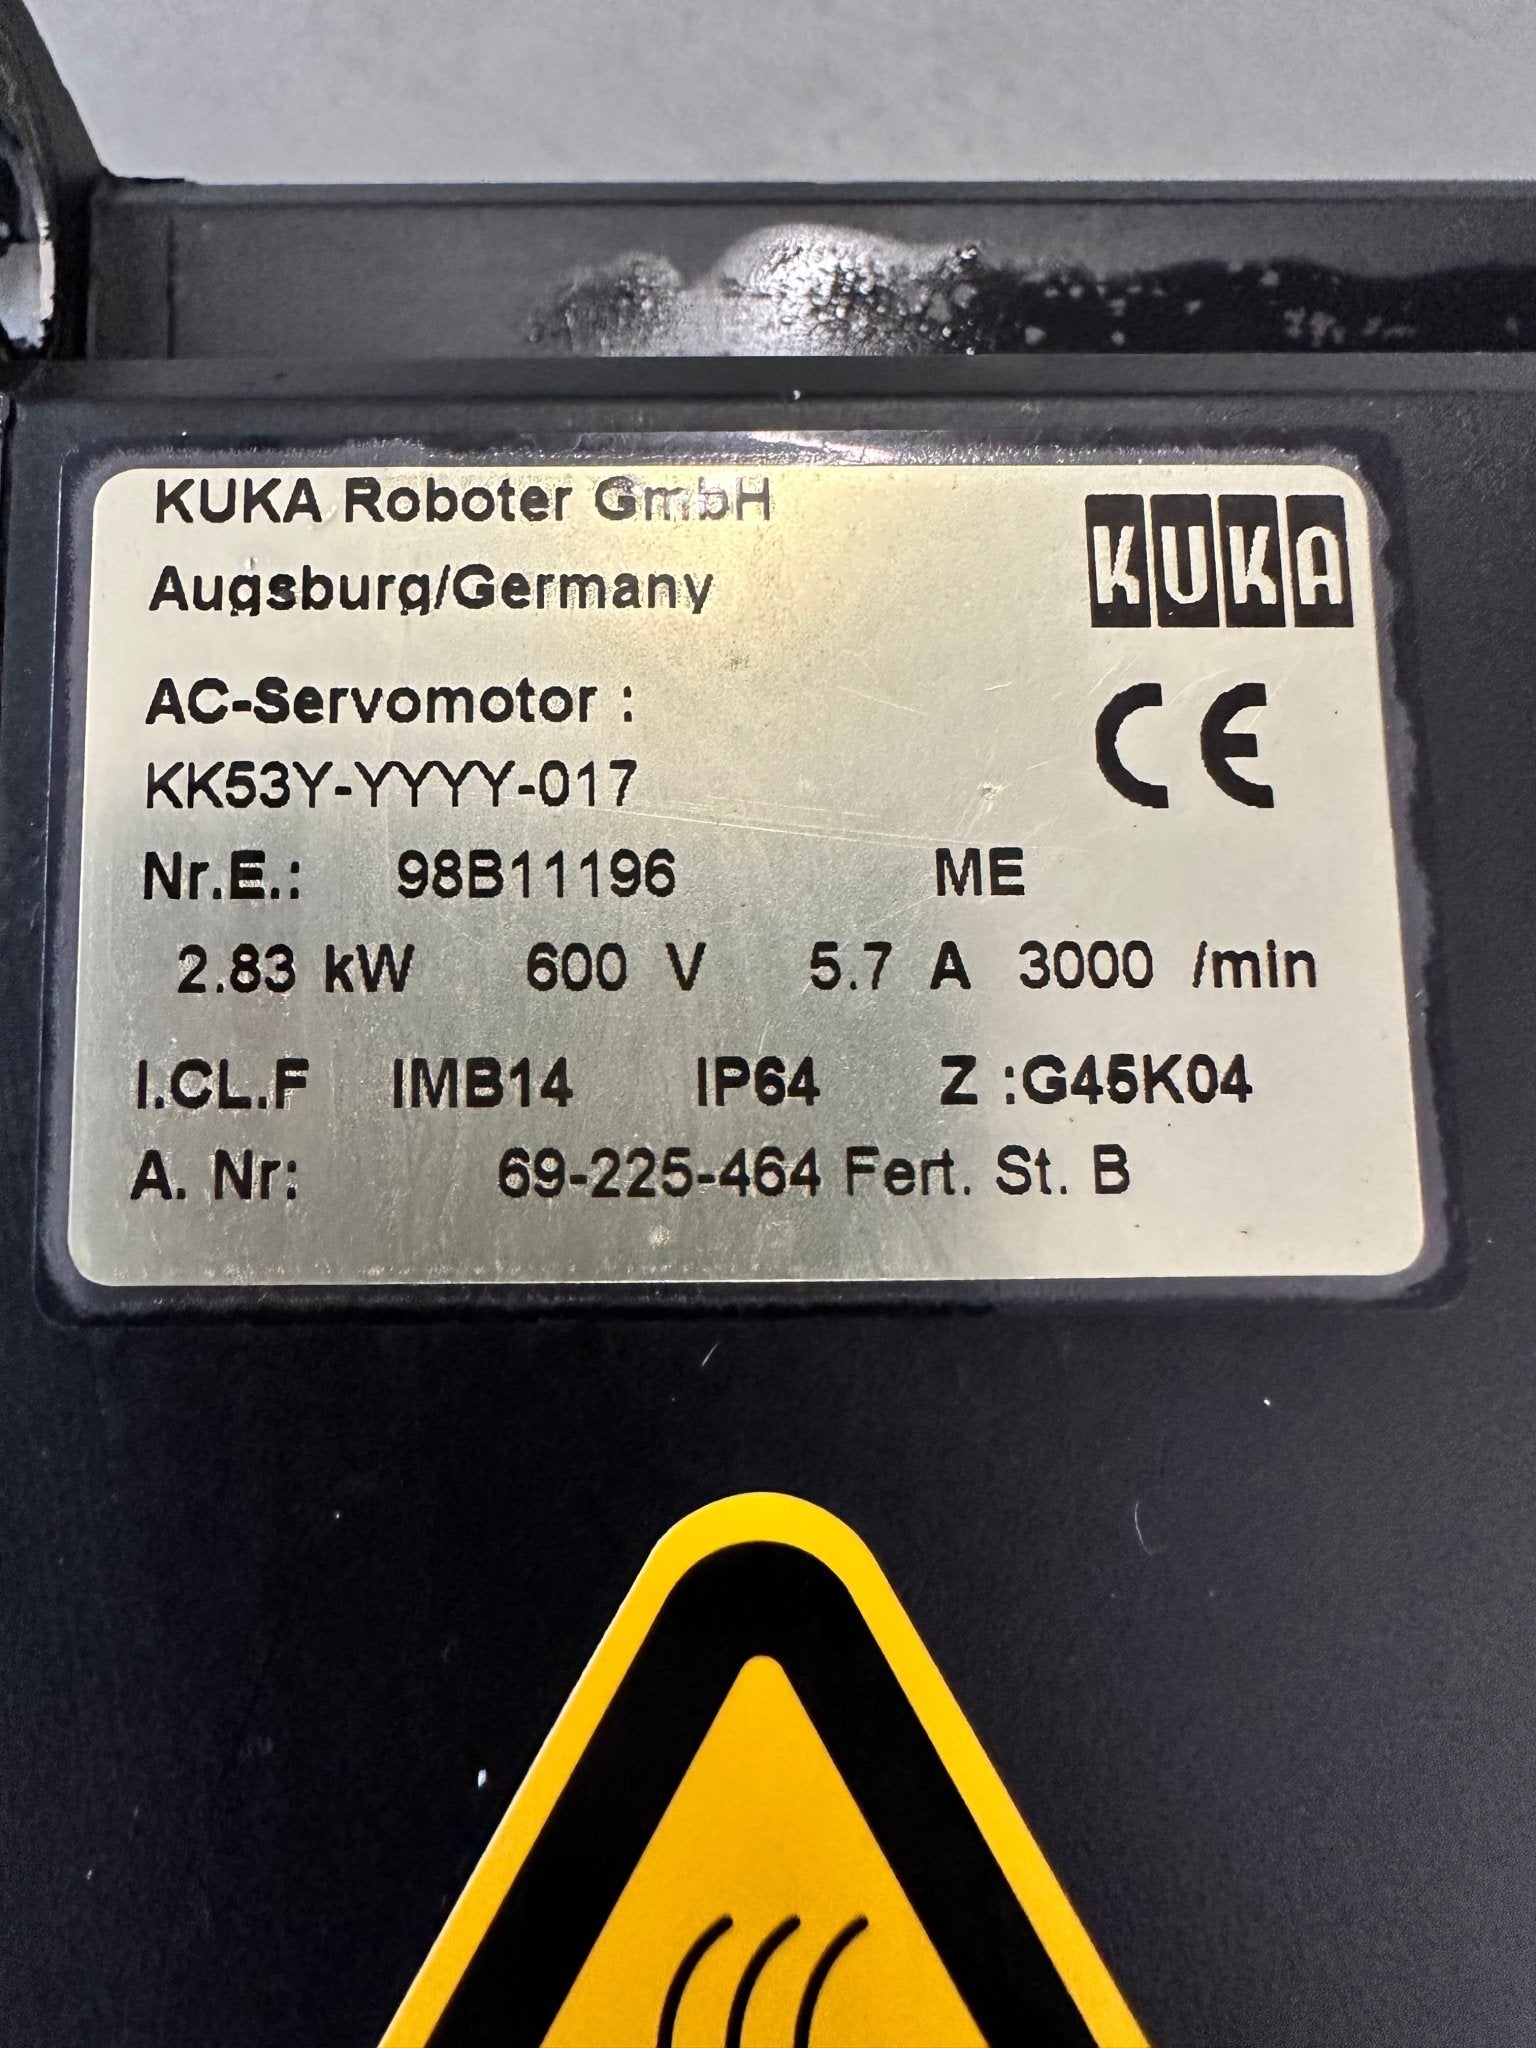 KUKA Roboter GmbH
KUKA
Augsburg/Germany
AC-Servomotor :
CE
KK53Y-YYYY-017
Nr.E.: 98B11196 ME
2.83 kW 600 V 5.7 A 3000 /min
I.CL.F IMB14 IP64 Z :G45K04
A. Nr: 69-225-464 Fert. St. B